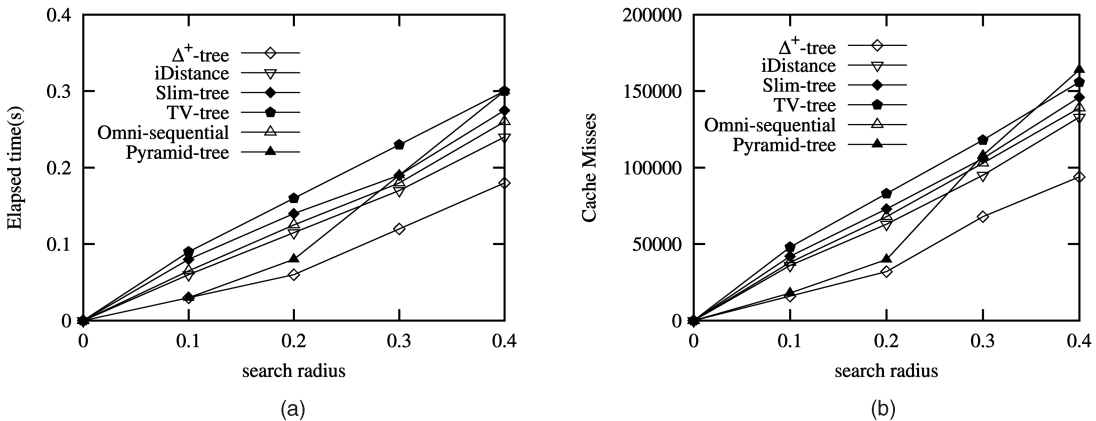 0.4
0.3
0.2
0.1
0
0 0.1 0.2 0.3 0.4
Elapsed time(s)
search radius
Δ⁺-tree
iDistance
Slim-tree
TV-tree
Omni-sequential
Pyramid-tree
(a)
200000
150000
100000
50000
0
0 0.1 0.2 0.3 0.4
Cache Misses
search radius
Δ⁺-tree
iDistance
Slim-tree
TV-tree
Omni-sequential
Pyramid-tree
(b)